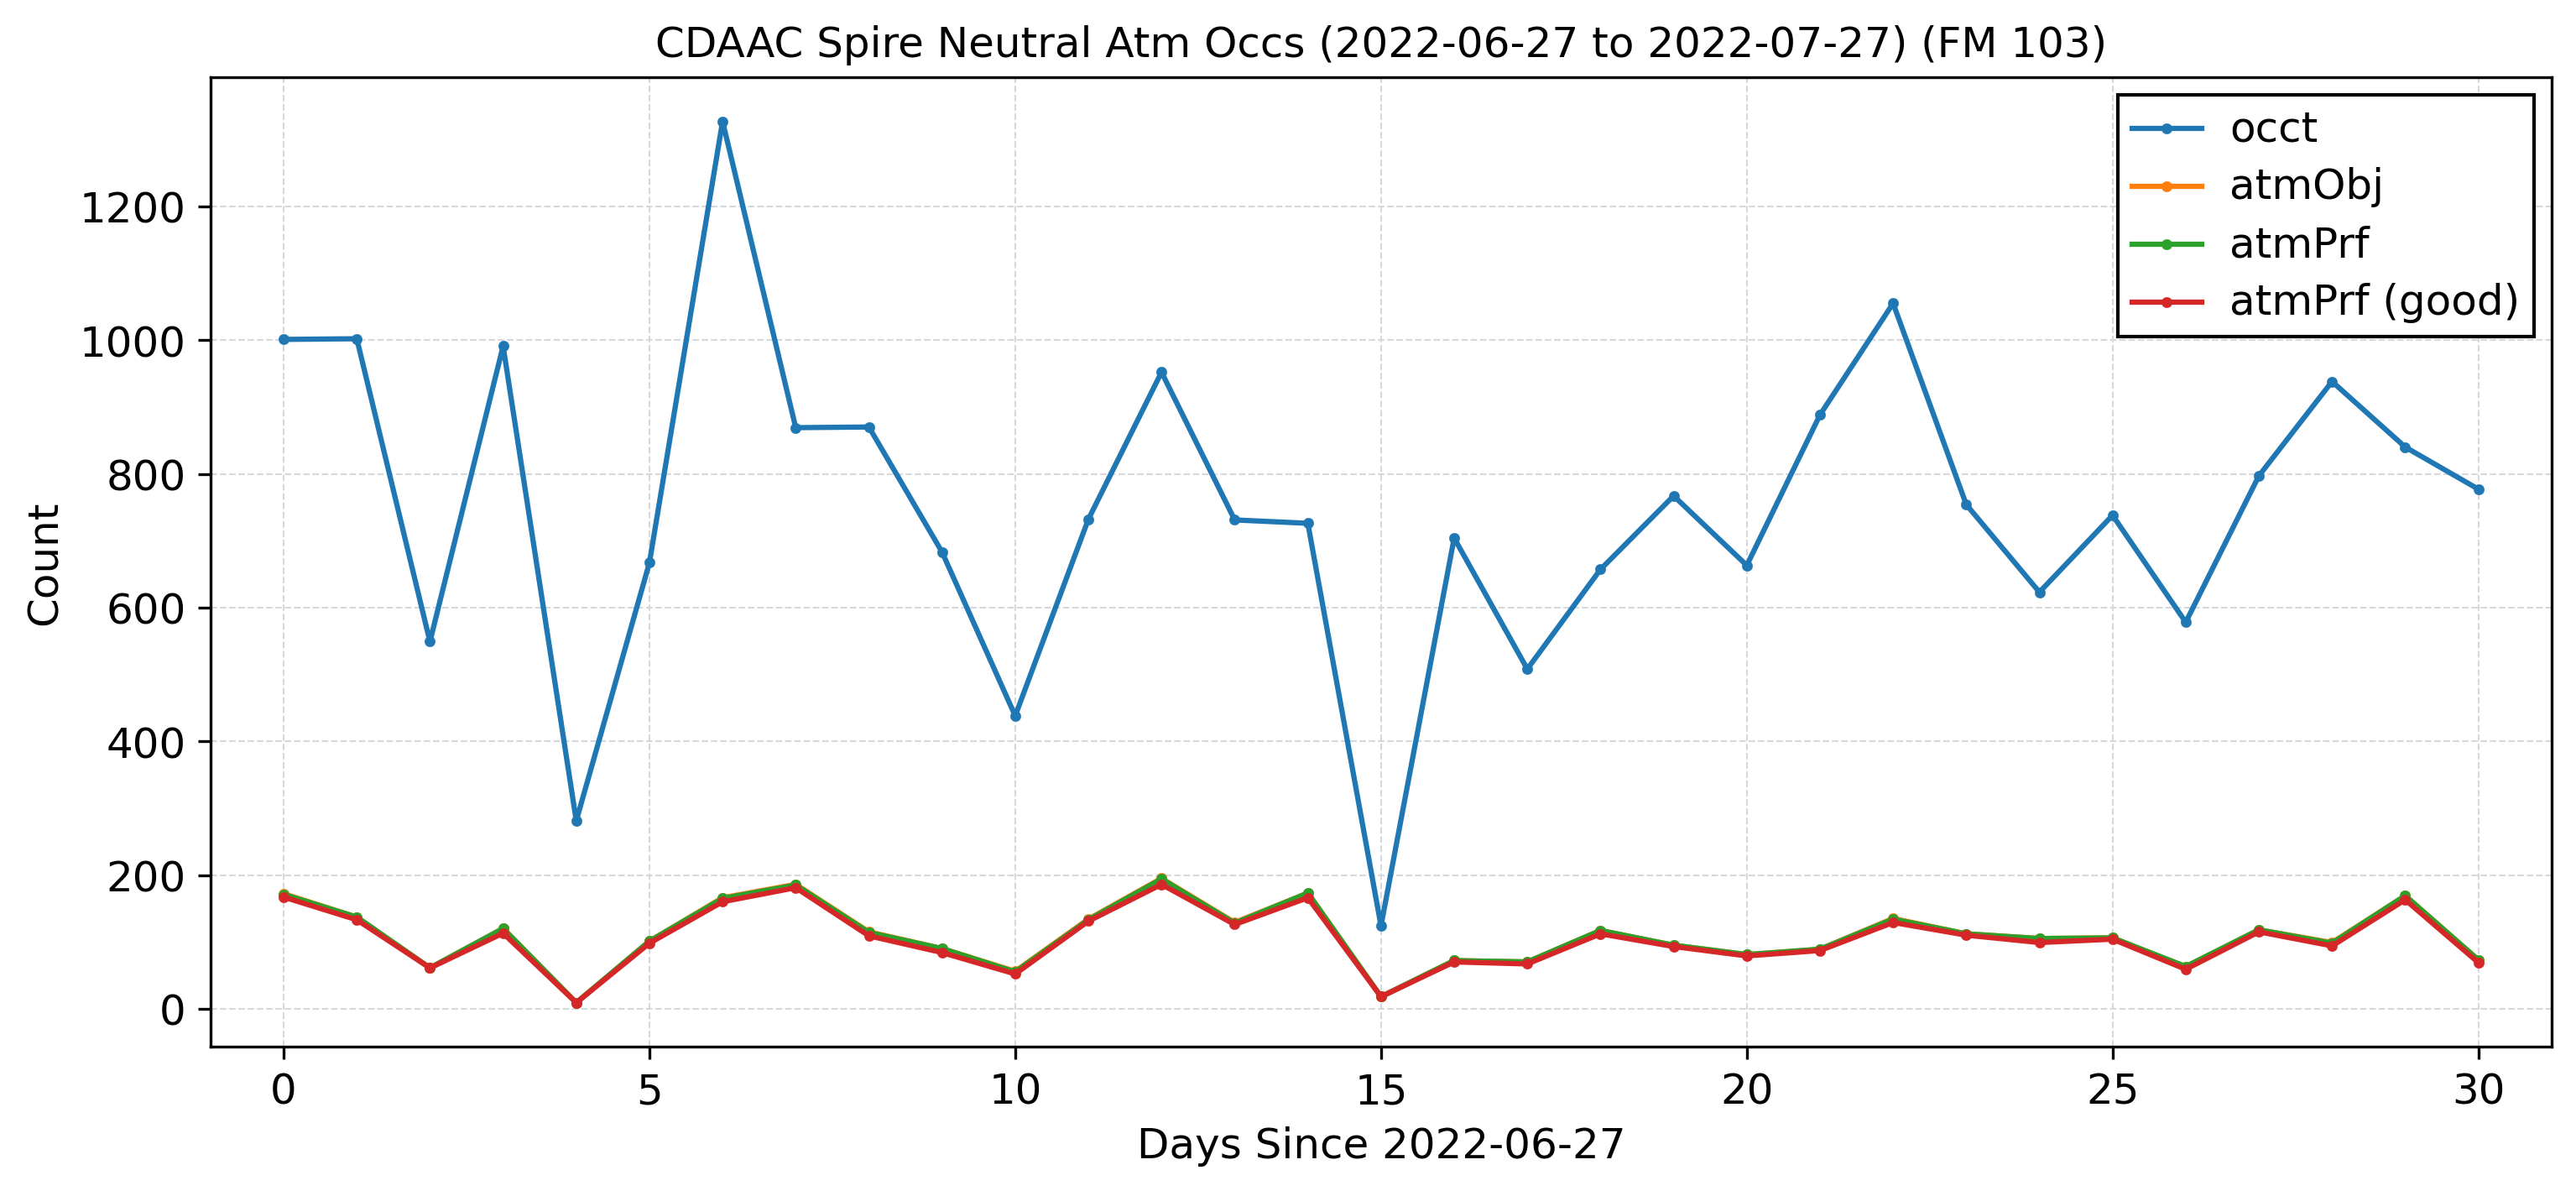 CDAAC Spire Neutral Atm Occs (2022-06-27 to 2022-07-27) (FM 103)
occt
atmObj
atmPrf
atmPrf (good)
1200
1000
800
600
400
200
0
Count
0 5 10 15 20 25 30
Days Since 2022-06-27